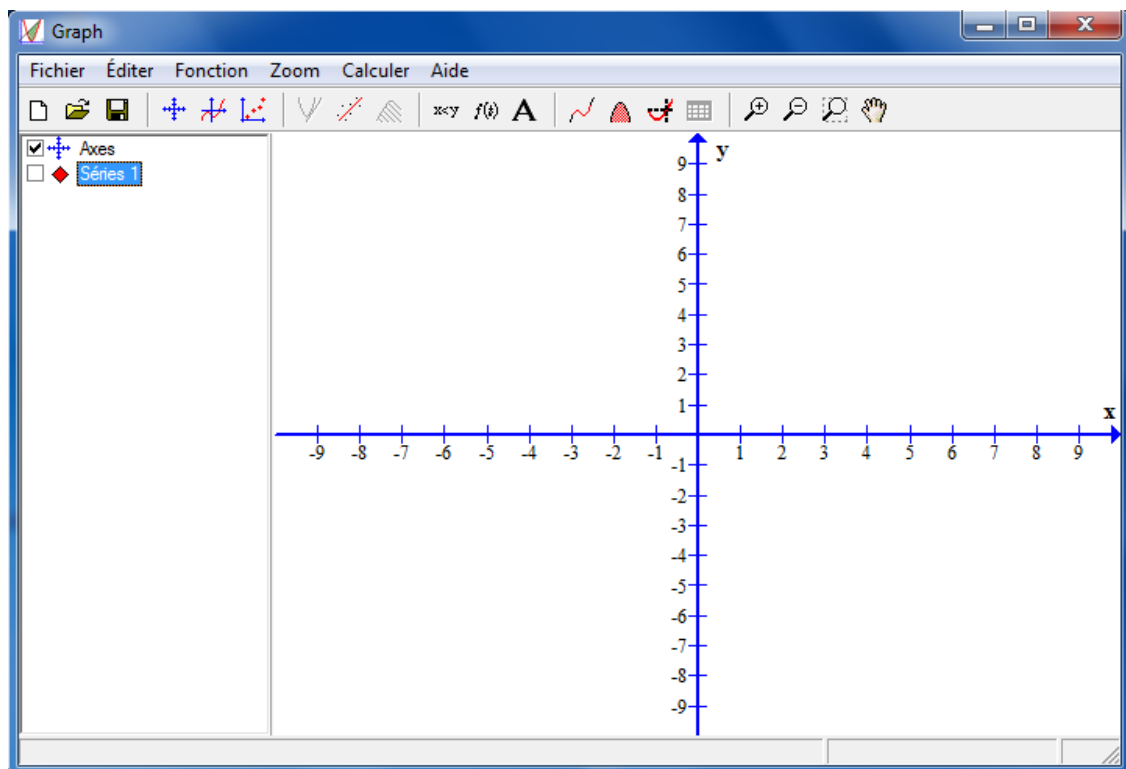 Graph
Fichier Éditer Fonction Zoom Calculer Aide
x<y f(t) A
Axes
Séries 1
y
9
8
7
6
5
4
3
2
1
x
-9 -8 -7 -6 -5 -4 -3 -2 -1 1 2 3 4 5 6 7 8 9
-1
-2
-3
-4
-5
-6
-7
-8
-9